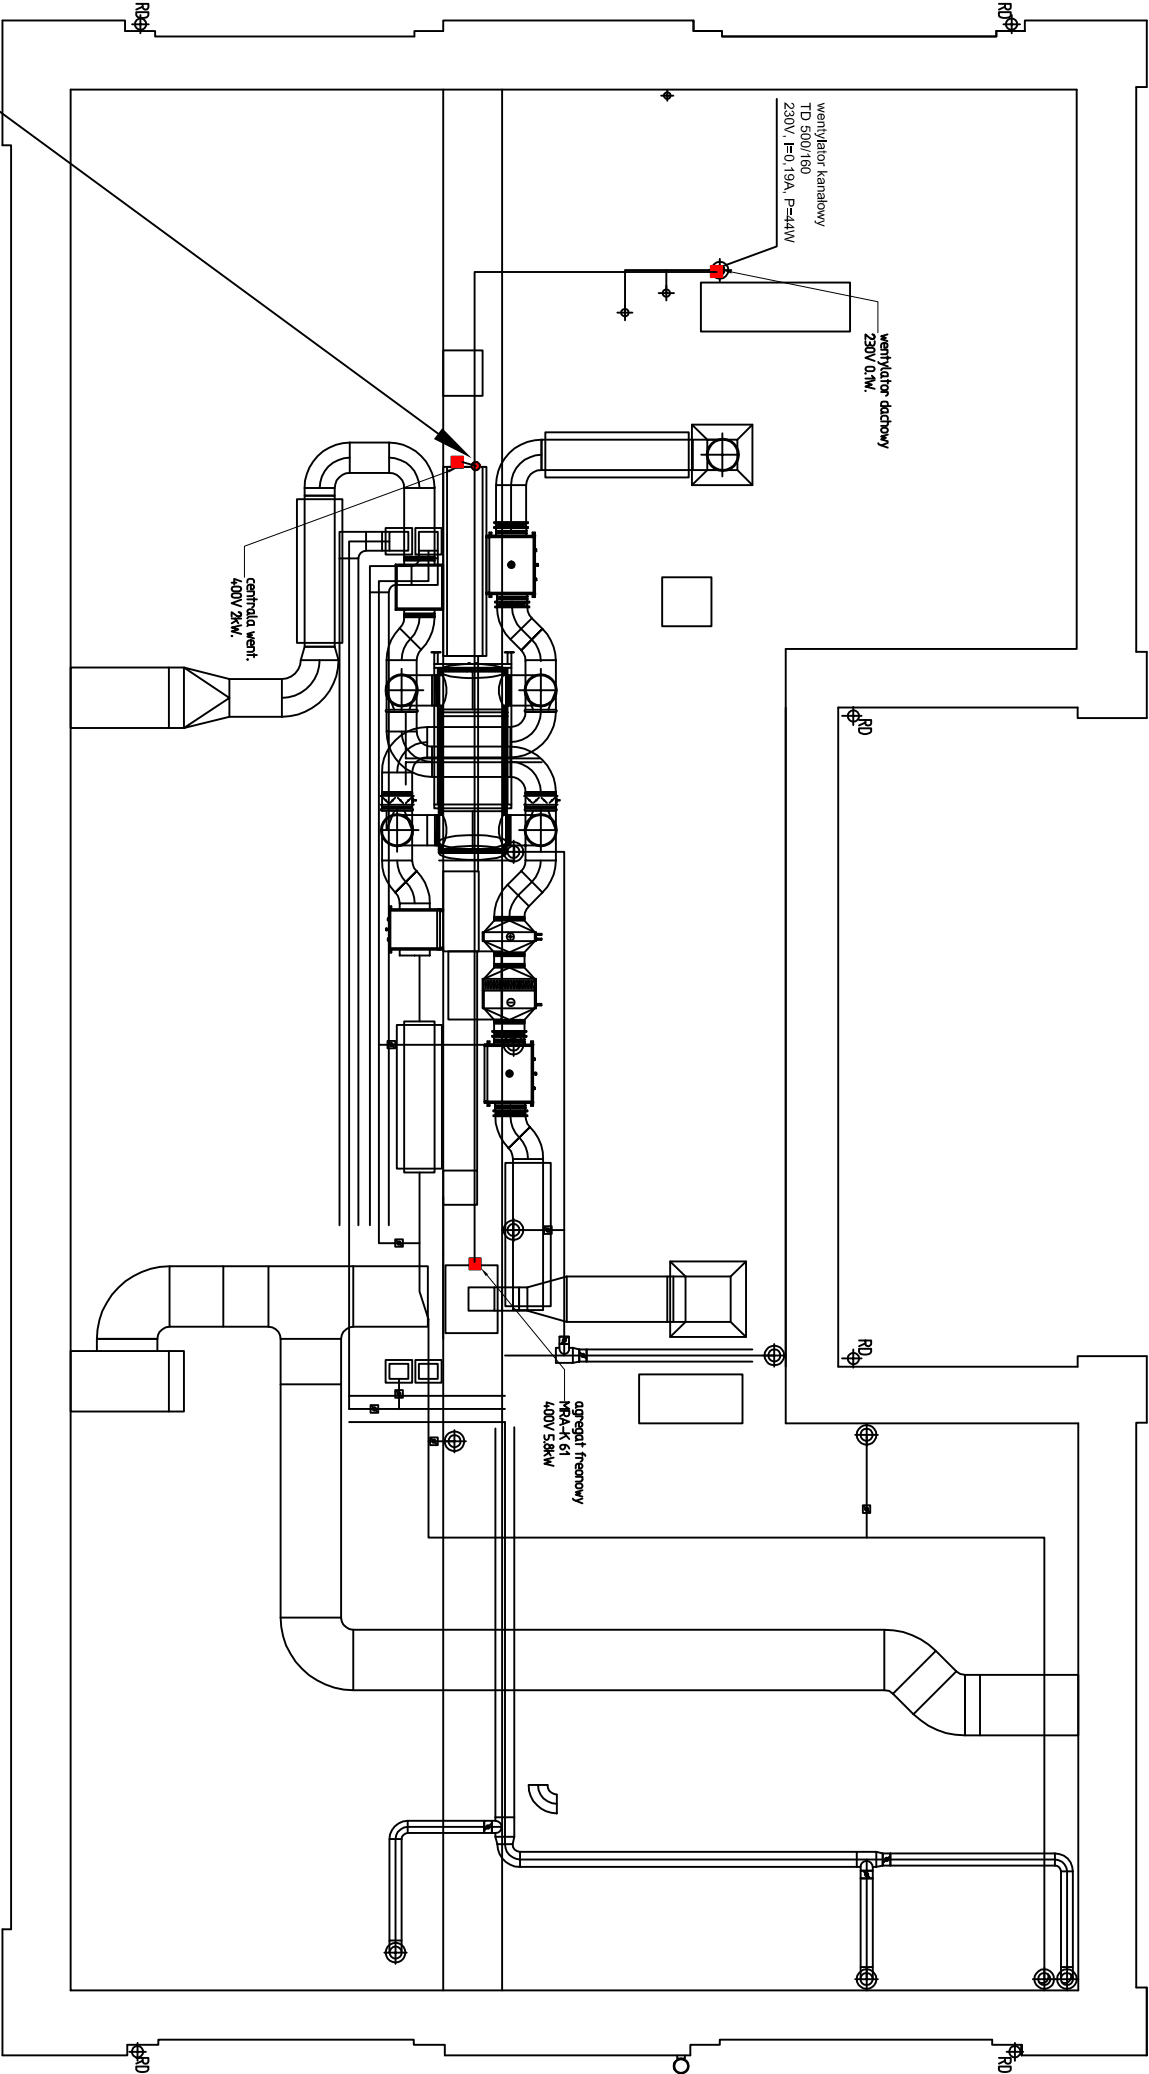 RD
RD
wentylator kanałowy
TD 500/160
230V, I=0,19A, P=44W
wentylator dachowy
230V 0.1W.
centrala went.
400V 2kW.
RD
RD
agregat freonowy
MRA-K 61
400V 5.8kW
RD
RD